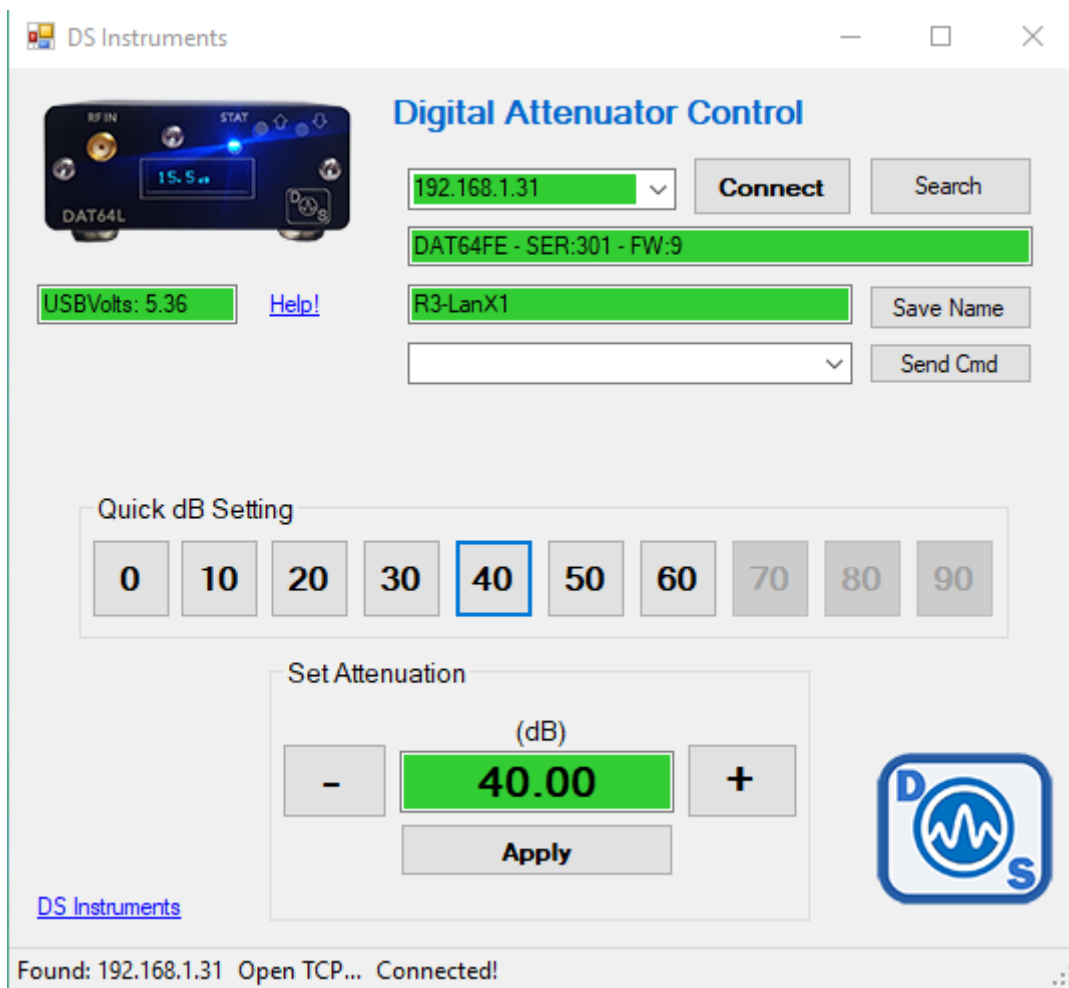 DS Instruments
Digital Attenuator Control
RF IN STAT
15.5 dB
DAT64L
D S
192.168.1.31 Connect Search
DAT64FE - SER:301 - FW:9
USBVolts: 5.36 Help! R3-LanX1 Save Name
Send Cmd
Quick dB Setting
0 10 20 30 40 50 60 70 80 90
Set Attenuation
(dB)
- 40.00 +
Apply
D S
DS Instruments
Found: 192.168.1.31 Open TCP... Connected!